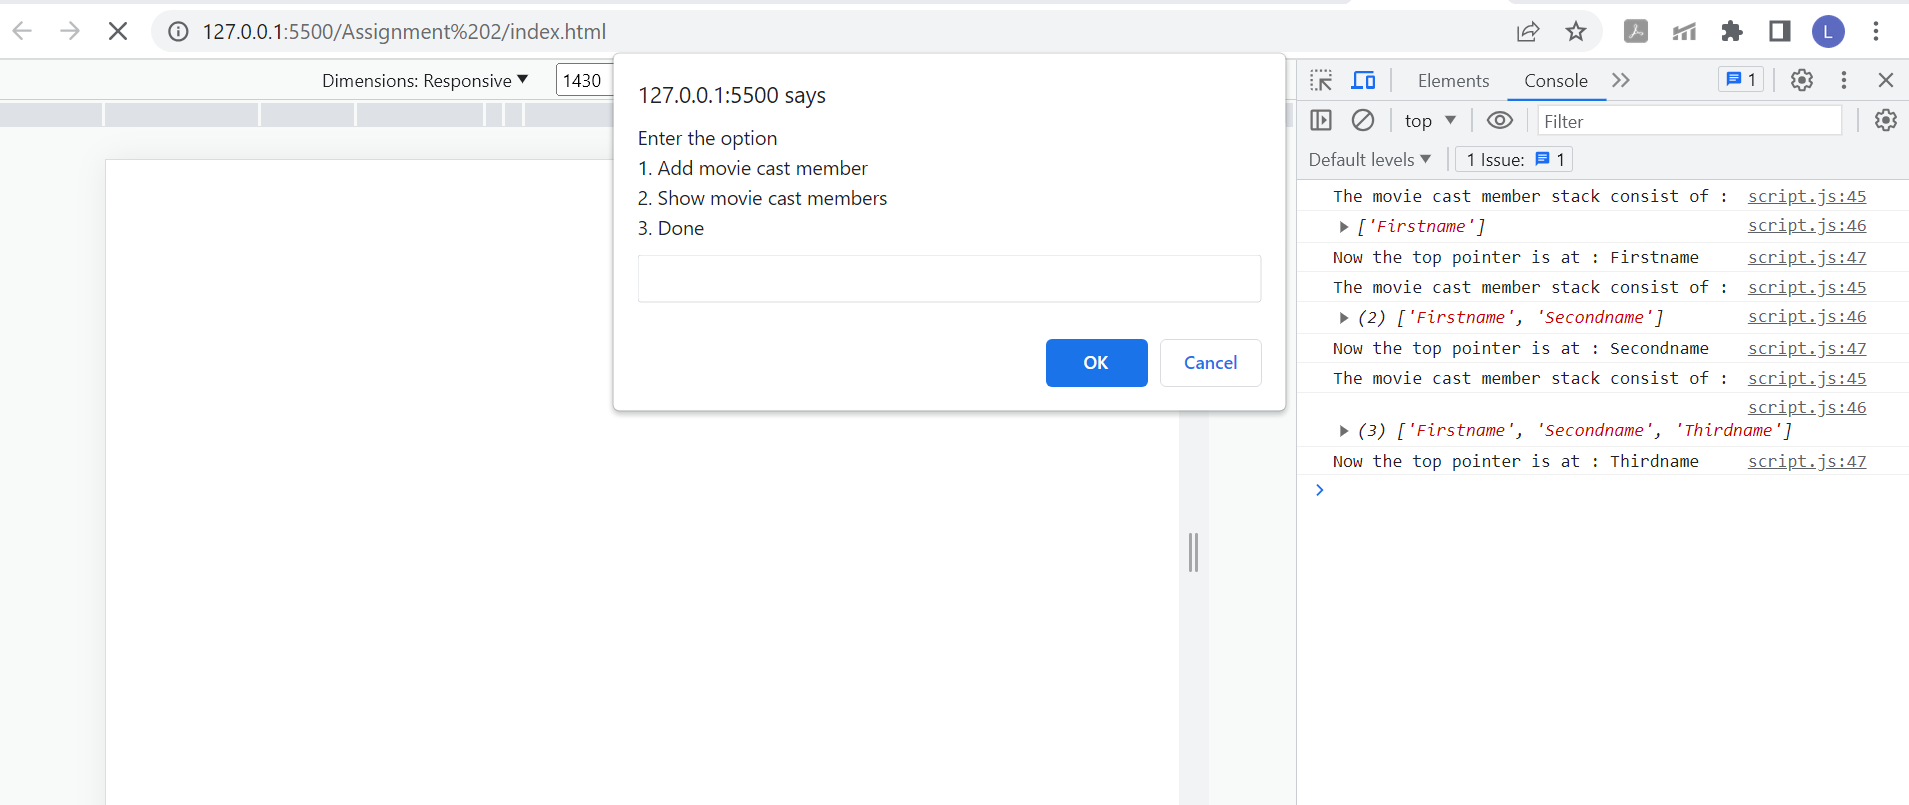 127.0.0.1:5500/Assignment%202/index.html
L
Dimensions: Responsive
1430
127.0.0.1:5500 says
Enter the option
1. Add movie cast member
2. Show movie cast members
3. Done
OK
Cancel
Elements
Console
1
top
Filter
Default levels
1 Issue: 1
The movie cast member stack consist of : script.js:45
['Firstname'] script.js:46
Now the top pointer is at : Firstname script.js:47
The movie cast member stack consist of : script.js:45
(2) ['Firstname', 'Secondname'] script.js:46
Now the top pointer is at : Secondname script.js:47
The movie cast member stack consist of : script.js:45
script.js:46
(3) ['Firstname', 'Secondname', 'Thirdname']
Now the top pointer is at : Thirdname script.js:47